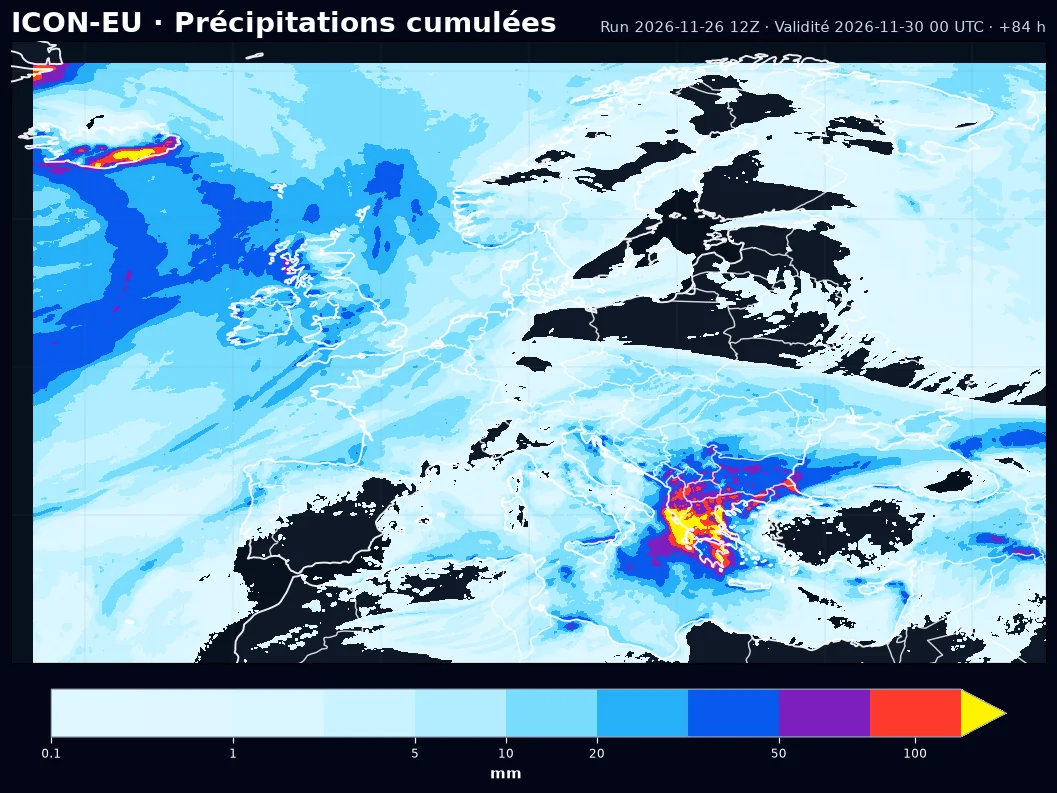 ICON-EU · Précipitations cumulées
Run 2026-11-26 12Z · Validité 2026-11-30 00 UTC · +84 h
0.1 1 5 10 20 50 100
mm